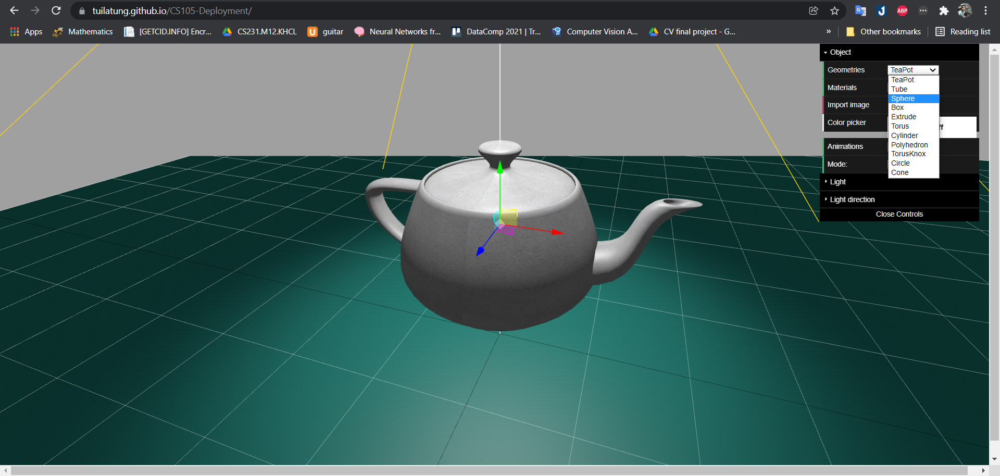 tuilatung.github.io/CS105-Deployment/
ABP
Apps
Mathematics
[GETCID.INFO] Encr...
CS231.M12.KHCL
guitar
Neural Networks fr...
DataComp 2021 | Tr...
Computer Vision A...
CV final project - G...
»
Other bookmarks
Reading list
Object
Geometries
TeaPot
TeaPot
Tube
Materials
Sphere
Import image
Box
Extrude
Color picker
ff
Torus
Cylinder
Animations
Polyhedron
TorusKnox
Mode:
Circle
Cone
Light
Light direction
Close Controls